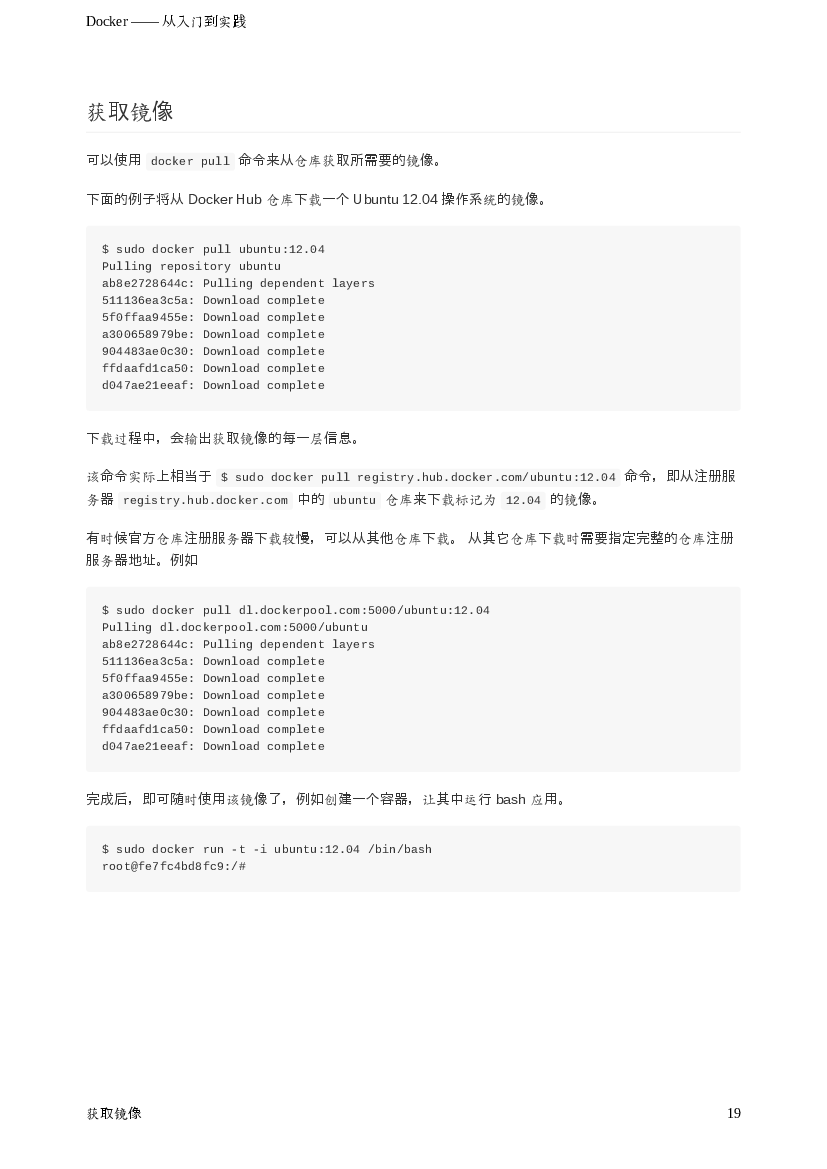 Docker —— 从入门到实践
获取镜像
可以使用 docker pull 命令来从仓库获取所需要的镜像。
下面的例子将从 Docker Hub 仓库下载一个 Ubuntu 12.04 操作系统的镜像。
$ sudo docker pull ubuntu:12.04
Pulling repository ubuntu
ab8e2728644c: Pulling dependent layers
511136ea3c5a: Download complete
5f0ffaa9455e: Download complete
a300658979be: Download complete
904483ae0c30: Download complete
ffdaafd1ca50: Download complete
d047ae21eeaf: Download complete
下载过程中，会输出获取镜像的每一层信息。
该命令实际上相当于 $ sudo docker pull registry.hub.docker.com/ubuntu:12.04 命令，即从注册服
务器 registry.hub.docker.com 中的 ubuntu 仓库来下载标记为 12.04 的镜像。
有时候官方仓库注册服务器下载较慢，可以从其他仓库下载。 从其它仓库下载时需要指定完整的仓库注册
服务器地址。例如
$ sudo docker pull dl.dockerpool.com:5000/ubuntu:12.04
Pulling dl.dockerpool.com:5000/ubuntu
ab8e2728644c: Pulling dependent layers
511136ea3c5a: Download complete
5f0ffaa9455e: Download complete
a300658979be: Download complete
904483ae0c30: Download complete
ffdaafd1ca50: Download complete
d047ae21eeaf: Download complete
完成后，即可随时使用该镜像了，例如创建一个容器，让其中运行 bash 应用。
$ sudo docker run -t -i ubuntu:12.04 /bin/bash
root@fe7fc4bd8fc9:/#
获取镜像 19